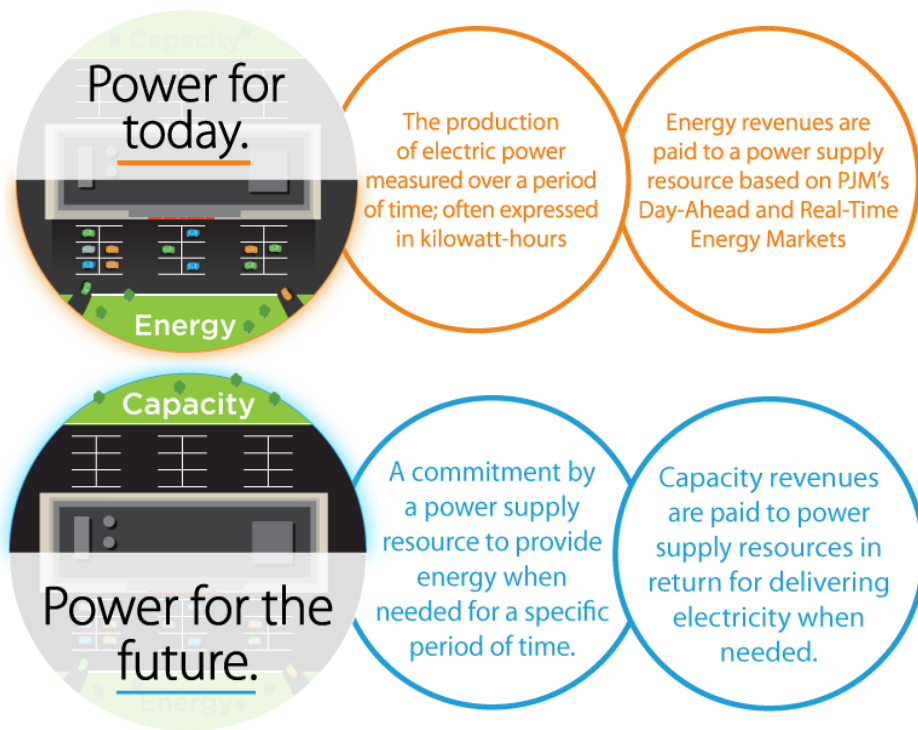 Capacity
Power for
today.
Energy
The production
of electric power
measured over a period
of time; often expressed
in kilowatt-hours
Energy revenues are
paid to a power supply
resource based on PJM's
Day-Ahead and Real-Time
Energy Markets
Capacity
Power for the
future.
Energy
A commitment by
a power supply
resource to provide
energy when
needed for a specific
period of time.
Capacity revenues
are paid to power
supply resources in
return for delivering
electricity when
needed.